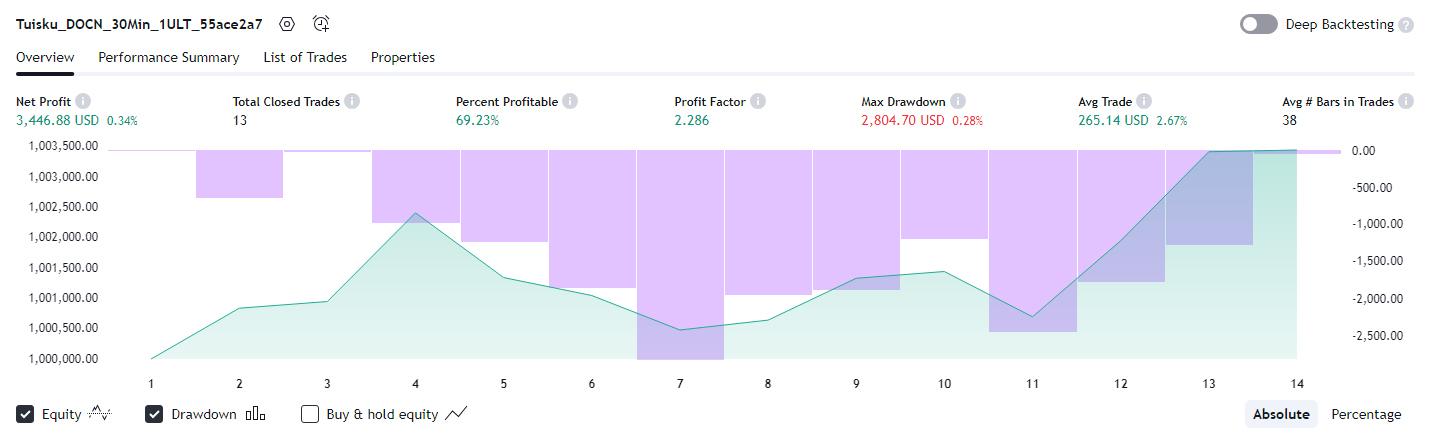 Tuisku_DOCN_30Min_1ULT_55ace2a7 Deep Backtesting ?
Overview Performance Summary List of Trades Properties
Net Profit i Total Closed Trades i Percent Profitable i Profit Factor i Max Drawdown i Avg Trade i Avg # Bars in Trades i
3,446.88 USD 0.34% 13 69.23% 2.286 2,804.70 USD 0.28% 265.14 USD 2.67% 38
1,003,500.00 0.00
1,003,000.00 -500.00
1,002,500.00 -1,000.00
1,002,000.00 -1,500.00
1,001,500.00 -2,000.00
1,001,000.00 -2,500.00
1,000,500.00
1,000,000.00
1 2 3 4 5 6 7 8 9 10 11 12 13 14
Equity Drawdown Buy & hold equity Absolute Percentage